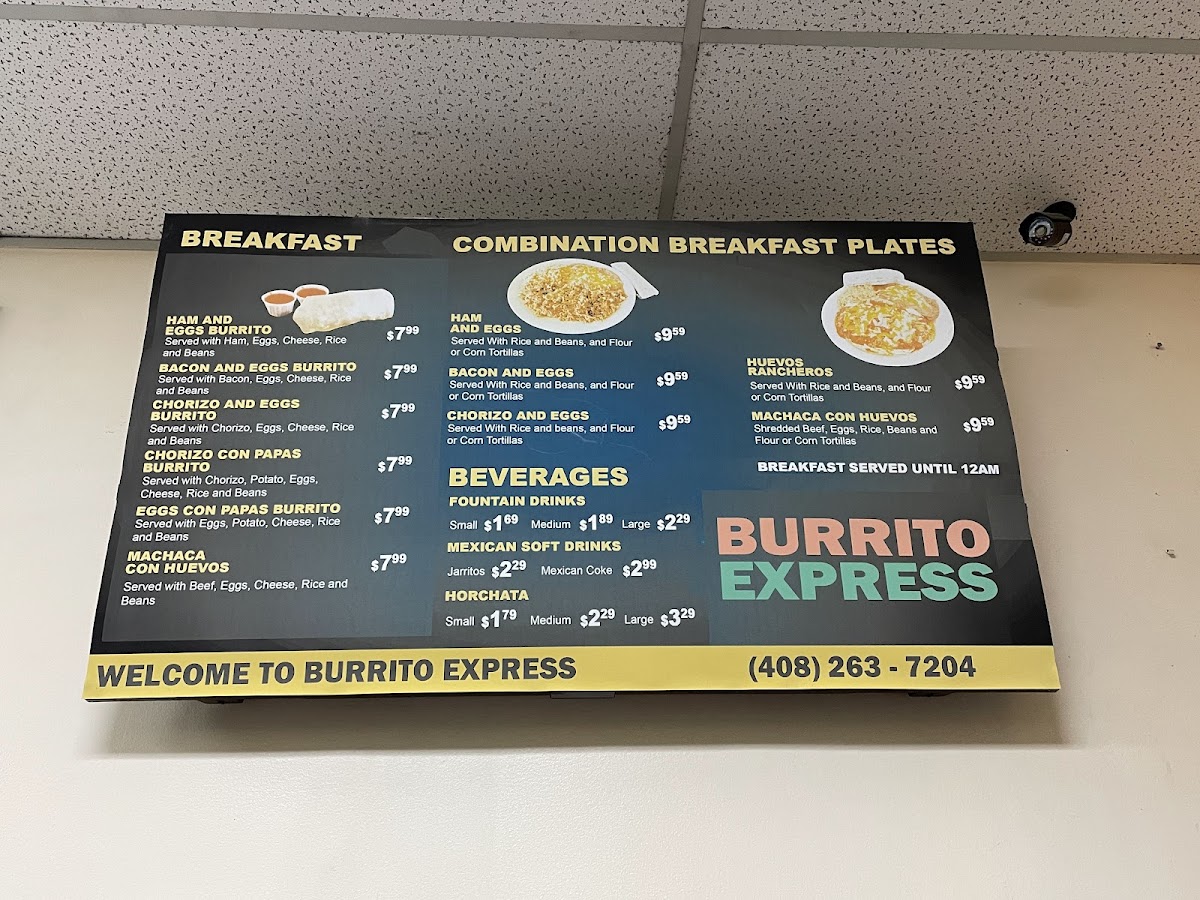 BREAKFAST
HAM AND
EGGS BURRITO
$7.99
Served with Ham, Eggs, Cheese, Rice
and Beans
BACON AND EGGS BURRITO
$7.99
Served with Bacon, Eggs, Cheese, Rice
and Beans
CHORIZO AND EGGS
BURRITO
$7.99
Served with Chorizo, Eggs, Cheese, Rice
and Beans
CHORIZO CON PAPAS
BURRITO
$7.99
Served with Chorizo, Potato, Eggs,
Cheese, Rice and Beans
EGGS CON PAPAS BURRITO
$7.99
Served with Eggs, Potato, Cheese, Rice
and Beans
MACHACA
CON HUEVOS
$7.99
Served with Beef, Eggs, Cheese, Rice and
Beans
COMBINATION BREAKFAST PLATES
HAM
AND EGGS
$9.59
Served With Rice and Beans, and Flour
or Corn Tortillas
BACON AND EGGS
$9.59
Served With Rice and Beans, and Flour
or Corn Tortillas
CHORIZO AND EGGS
$9.59
Served With Rice and beans, and Flour
or Corn Tortillas
HUEVOS
RANCHEROS
$9.59
Served With Rice and Beans, and Flour
or Corn Tortillas
MACHACA CON HUEVOS
$9.59
Shredded Beef, Eggs, Rice, Beans and
Flour or Corn Tortillas
BREAKFAST SERVED UNTIL 12AM
BEVERAGES
FOUNTAIN DRINKS
Small $1.69 Medium $1.89 Large $2.29
MEXICAN SOFT DRINKS
Jarritos $2.29 Mexican Coke $2.99
HORCHATA
Small $1.79 Medium $2.29 Large $3.29
BURRITO
EXPRESS
WELCOME TO BURRITO EXPRESS (408) 263 - 7204